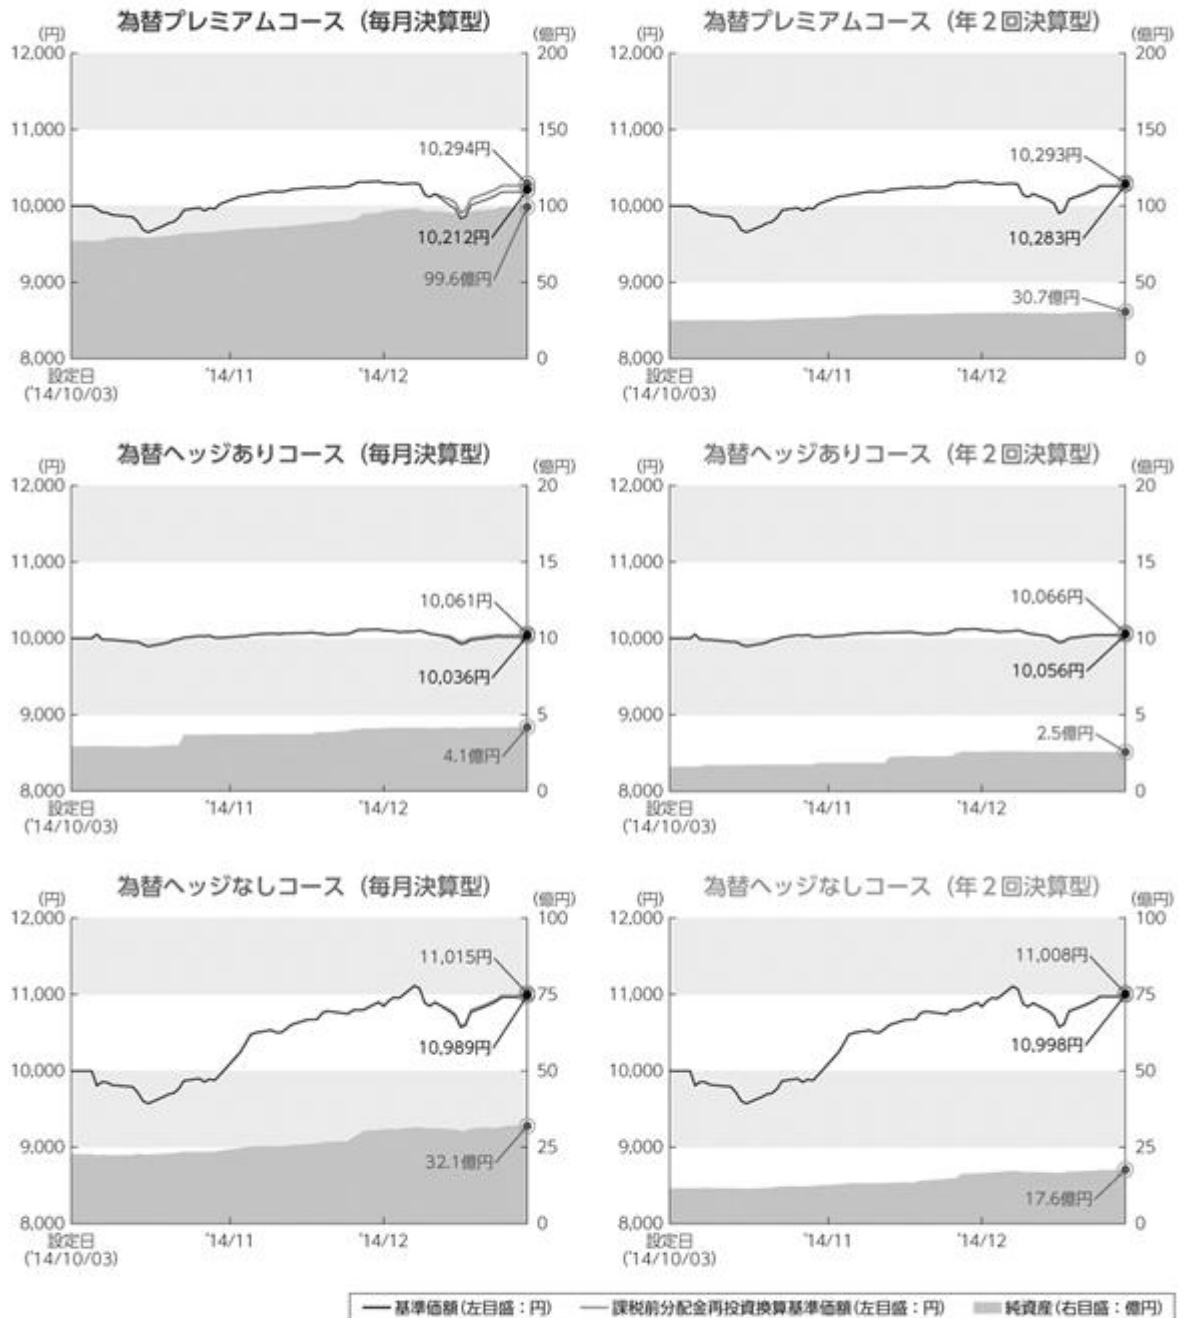 為替プレミアムコース（毎月決算型）
(円)
(億円)
12,000
11,000
10,000
9,000
8,000
200
150
100
50
0
10,294円
10,212円
99.6億円
設定日
('14/10/03)
'14/11
'14/12
為替プレミアムコース（年２回決算型）
(円)
(億円)
12,000
11,000
10,000
9,000
8,000
200
150
100
50
0
10,293円
10,283円
30.7億円
設定日
('14/10/03)
'14/11
'14/12
為替ヘッジありコース（毎月決算型）
(円)
(億円)
12,000
11,000
10,000
9,000
8,000
20
15
10
5
0
10,061円
10,036円
4.1億円
設定日
('14/10/03)
'14/11
'14/12
為替ヘッジありコース（年２回決算型）
(円)
(億円)
12,000
11,000
10,000
9,000
8,000
20
15
10
5
0
10,066円
10,056円
2.5億円
設定日
('14/10/03)
'14/11
'14/12
為替ヘッジなしコース（毎月決算型）
(円)
(億円)
12,000
11,000
10,000
9,000
8,000
100
75
50
25
0
11,015円
10,989円
32.1億円
設定日
('14/10/03)
'14/11
'14/12
為替ヘッジなしコース（年２回決算型）
(円)
(億円)
12,000
11,000
10,000
9,000
8,000
100
75
50
25
0
11,008円
10,998円
17.6億円
設定日
('14/10/03)
'14/11
'14/12
基準価額(左目盛：円) 課税前分配金再投資換算基準価額(左目盛：円) 純資産(右目盛：億円)